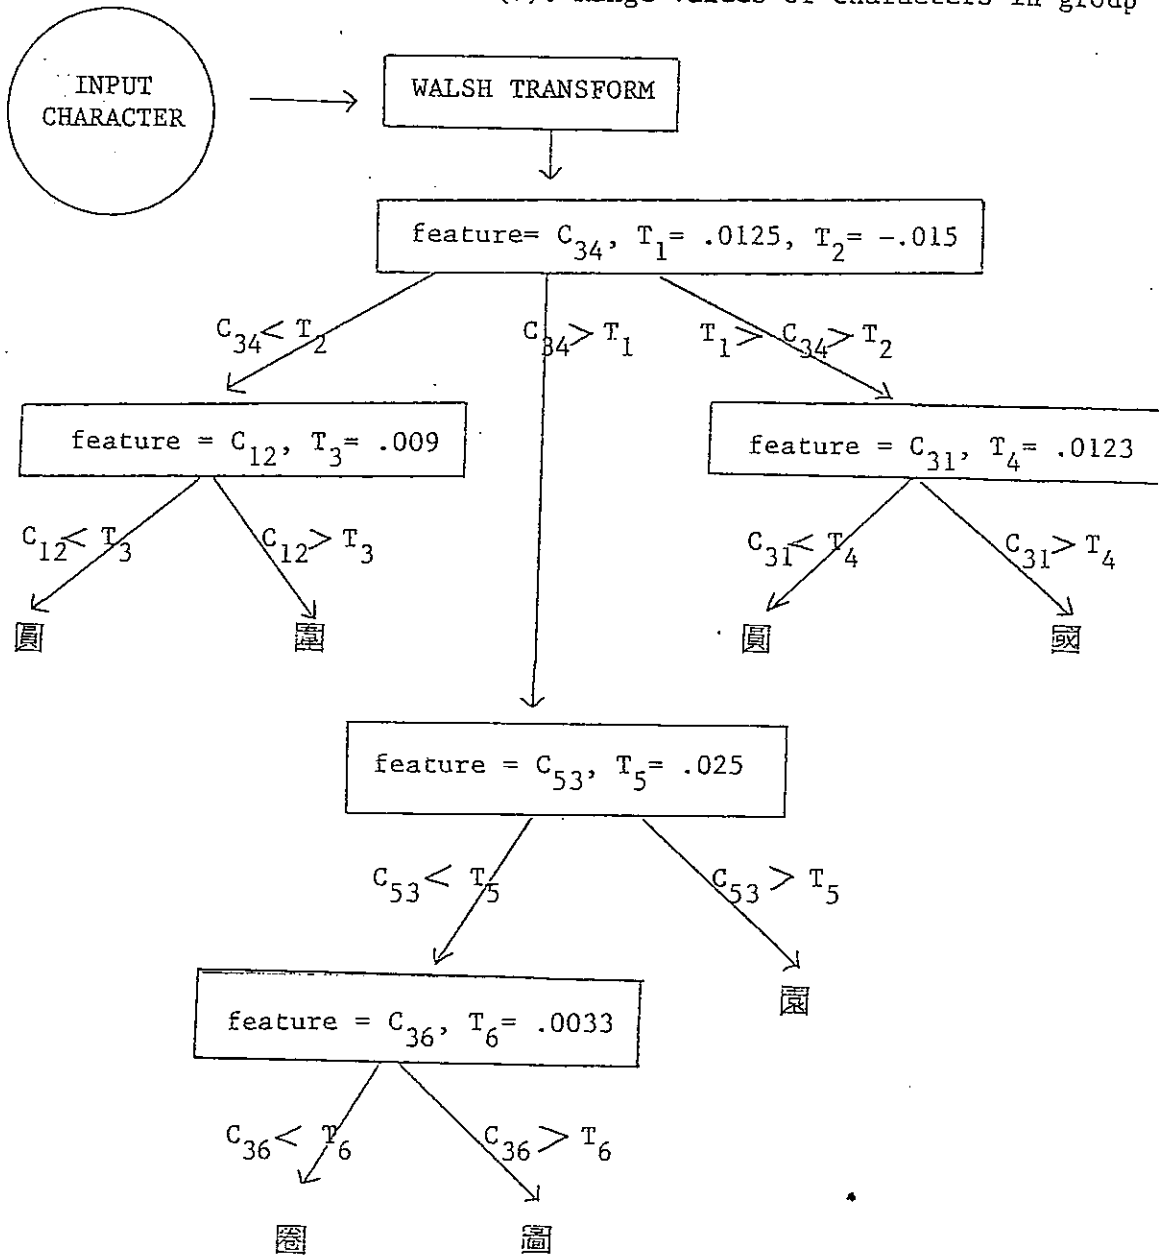 (.): Range values of characters in group
INPUT
CHARACTER
WALSH TRANSFORM
feature= C34, T1= .0125, T2= -.015
C34< T2
C34> T1
T1> C34> T2
feature = C12, T3= .009
feature = C31, T4= .0123
C12< T3
C12> T3
C31< T4
C31> T4
圓
圍
圓
國
feature = C53, T5= .025
C53< T5
C53> T5
園
feature = C36, T6= .0033
C36< T6
C36> T6
圈
圖